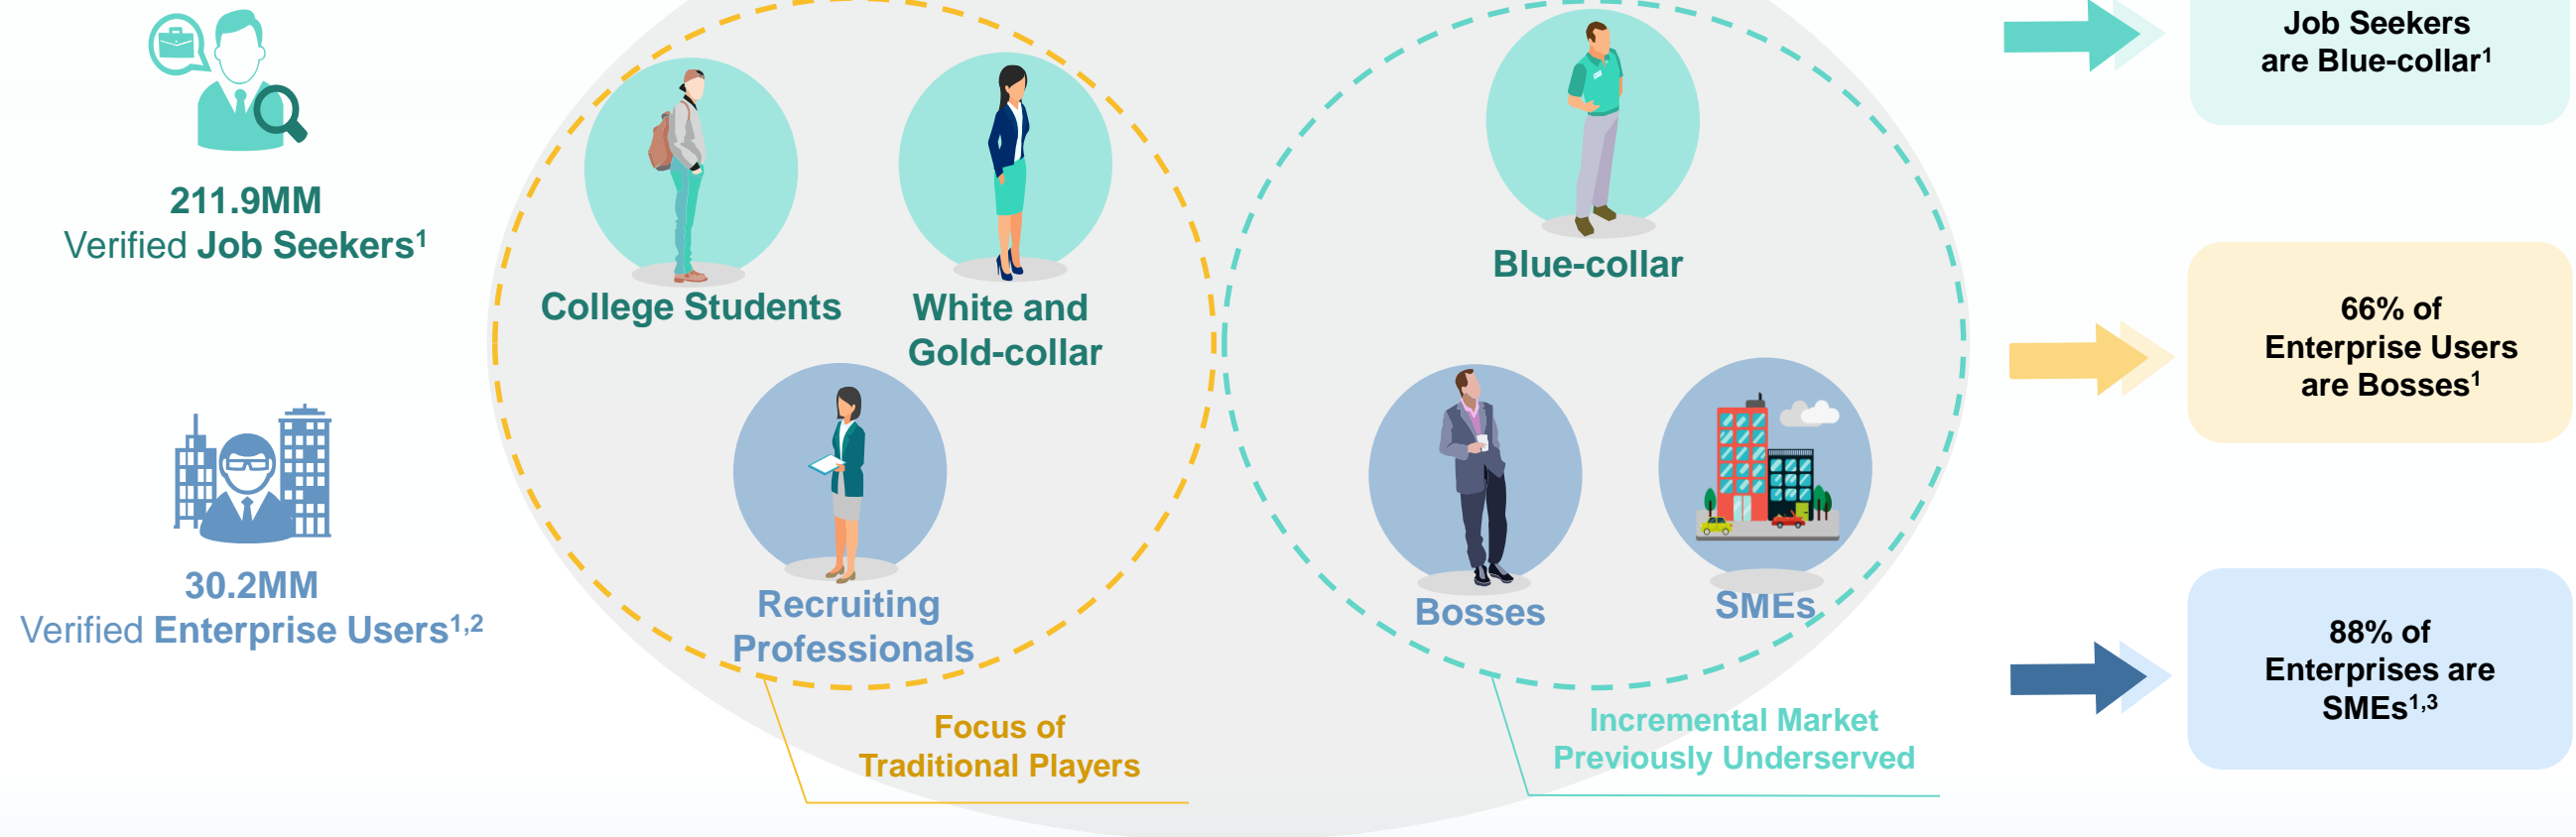 211.9MM
Verified Job Seekers¹
30.2MM
Verified Enterprise Users¹,²
College Students
White and
Gold-collar
Recruiting
Professionals
Focus of
Traditional Players
Blue-collar
Bosses
SMEs
Incremental Market
Previously Underserved
Job Seekers
are Blue-collar¹
66% of
Enterprise Users
are Bosses¹
88% of
Enterprises are
SMEs¹,³